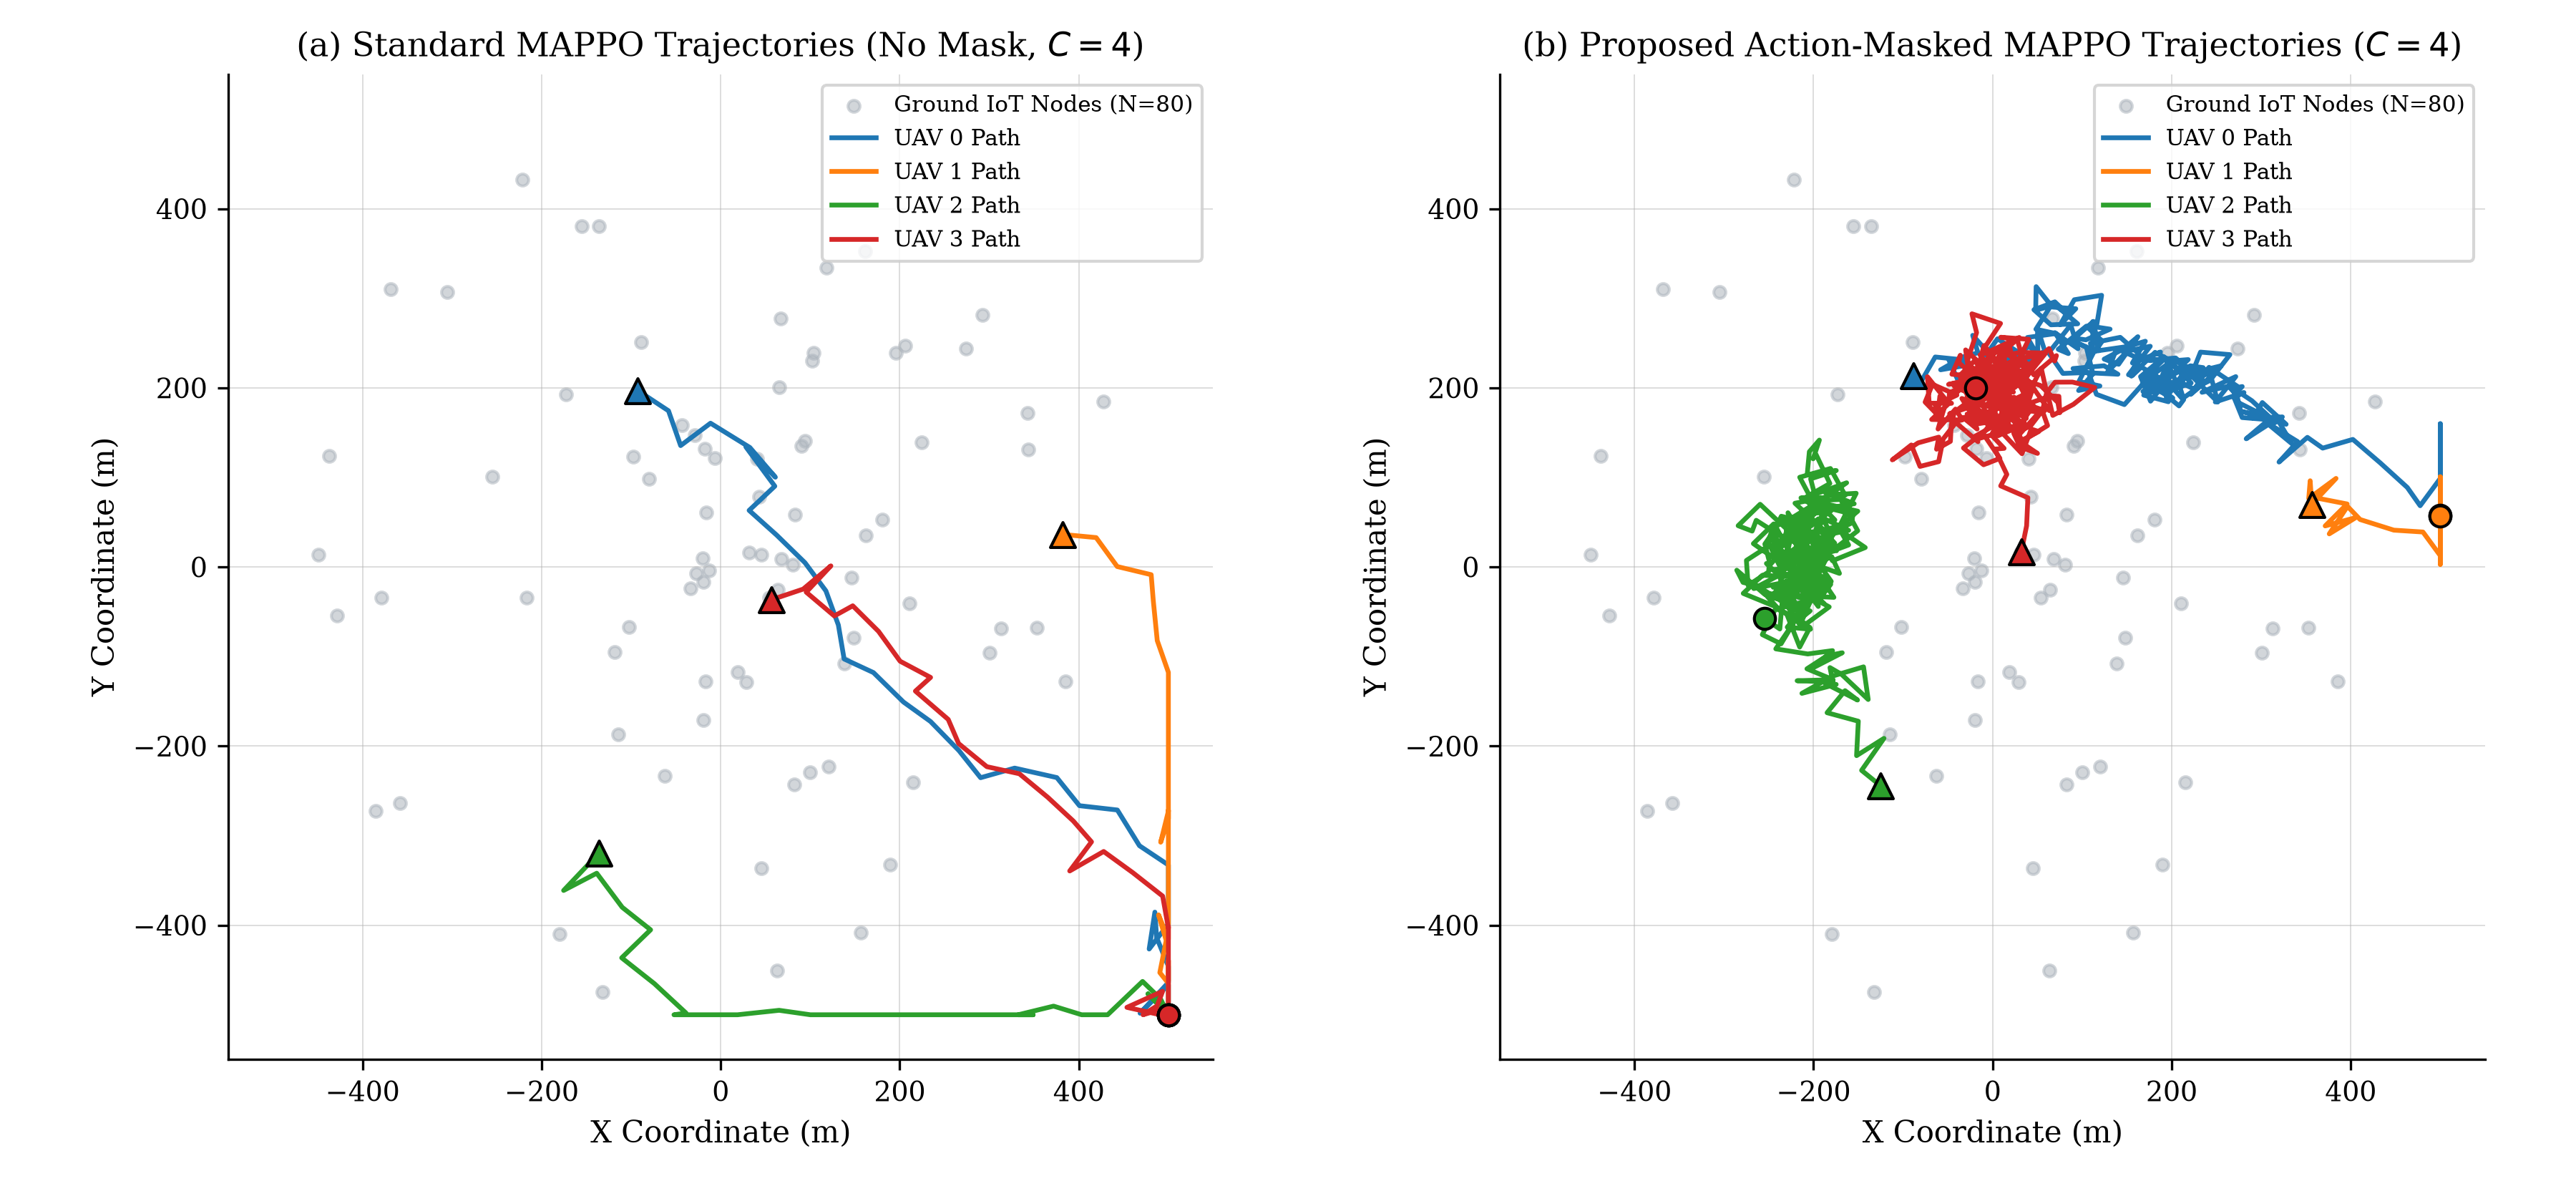 (a) Standard MAPPO Trajectories (No Mask, C = 4)
Ground IoT Nodes (N=80)
UAV 0 Path
UAV 1 Path
UAV 2 Path
UAV 3 Path
400
200
0
−200
−400
Y Coordinate (m)
−400 −200 0 200 400
X Coordinate (m)
(b) Proposed Action-Masked MAPPO Trajectories (C = 4)
Ground IoT Nodes (N=80)
UAV 0 Path
UAV 1 Path
UAV 2 Path
UAV 3 Path
400
200
0
−200
−400
Y Coordinate (m)
−400 −200 0 200 400
X Coordinate (m)